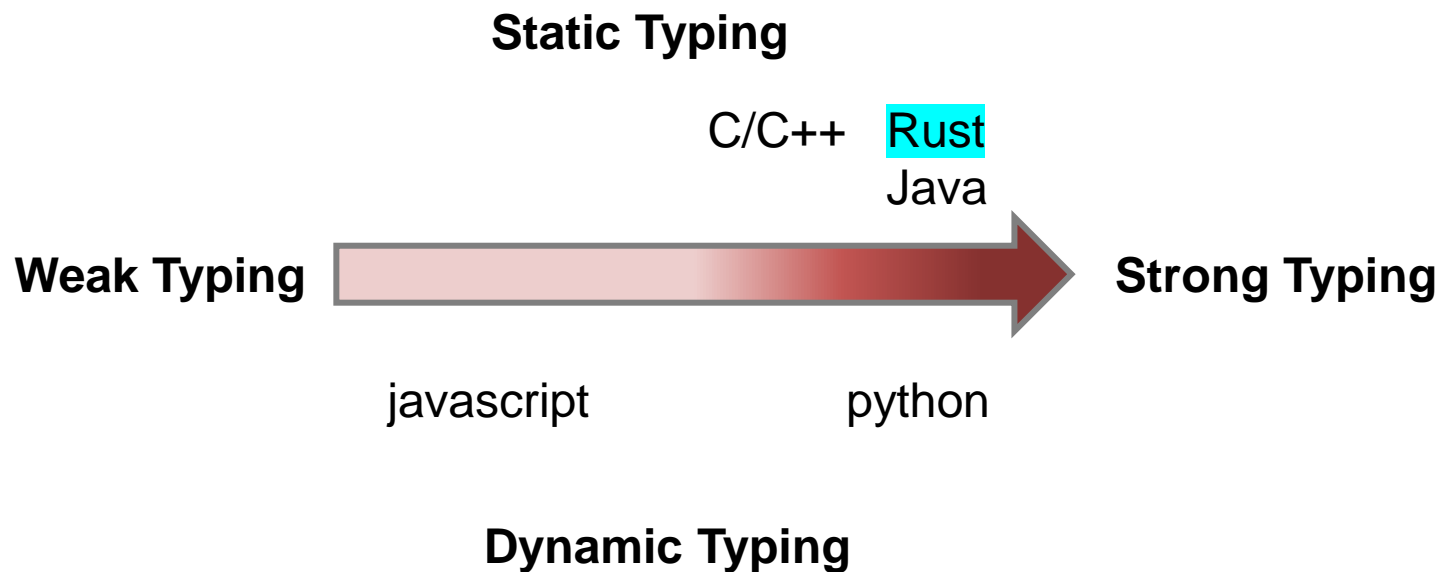 Static Typing
C/C++ Rust
Java
Weak Typing Strong Typing
javascript python
Dynamic Typing